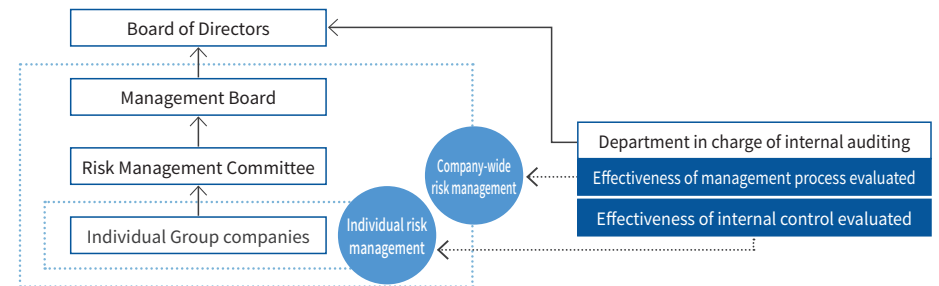 Board of Directors
Management Board
Risk Management Committee
Individual Group companies
Company-wide
risk management
Individual risk
management
Department in charge of internal auditing
Effectiveness of management process evaluated
Effectiveness of internal control evaluated